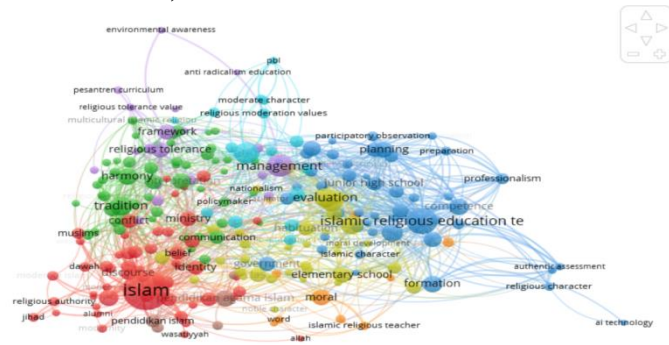 environmental awareness
pbl
anti radicalism education
pesantren curriculum
moderate character
religious tolerance value
religious moderation values
framework
participatory observation
religious tolerance
planning
preparation
management
harmony
junior high school
professionalism
nationalism
evaluation
policymaker
competence
tradition
conflict
ministry
islamic religious education te
habituation
muslims
communication
moral development
belief
islamic character
dawah
discourse
identity
government
authentic assessment
elementary school
islam
formation
religious character
pendidikan agama islam
moral
religious authority
noble character
alumni
jihad
pendidikan islam
word
islamic religious teacher
ai technology
modernity
wasabyyah
allah